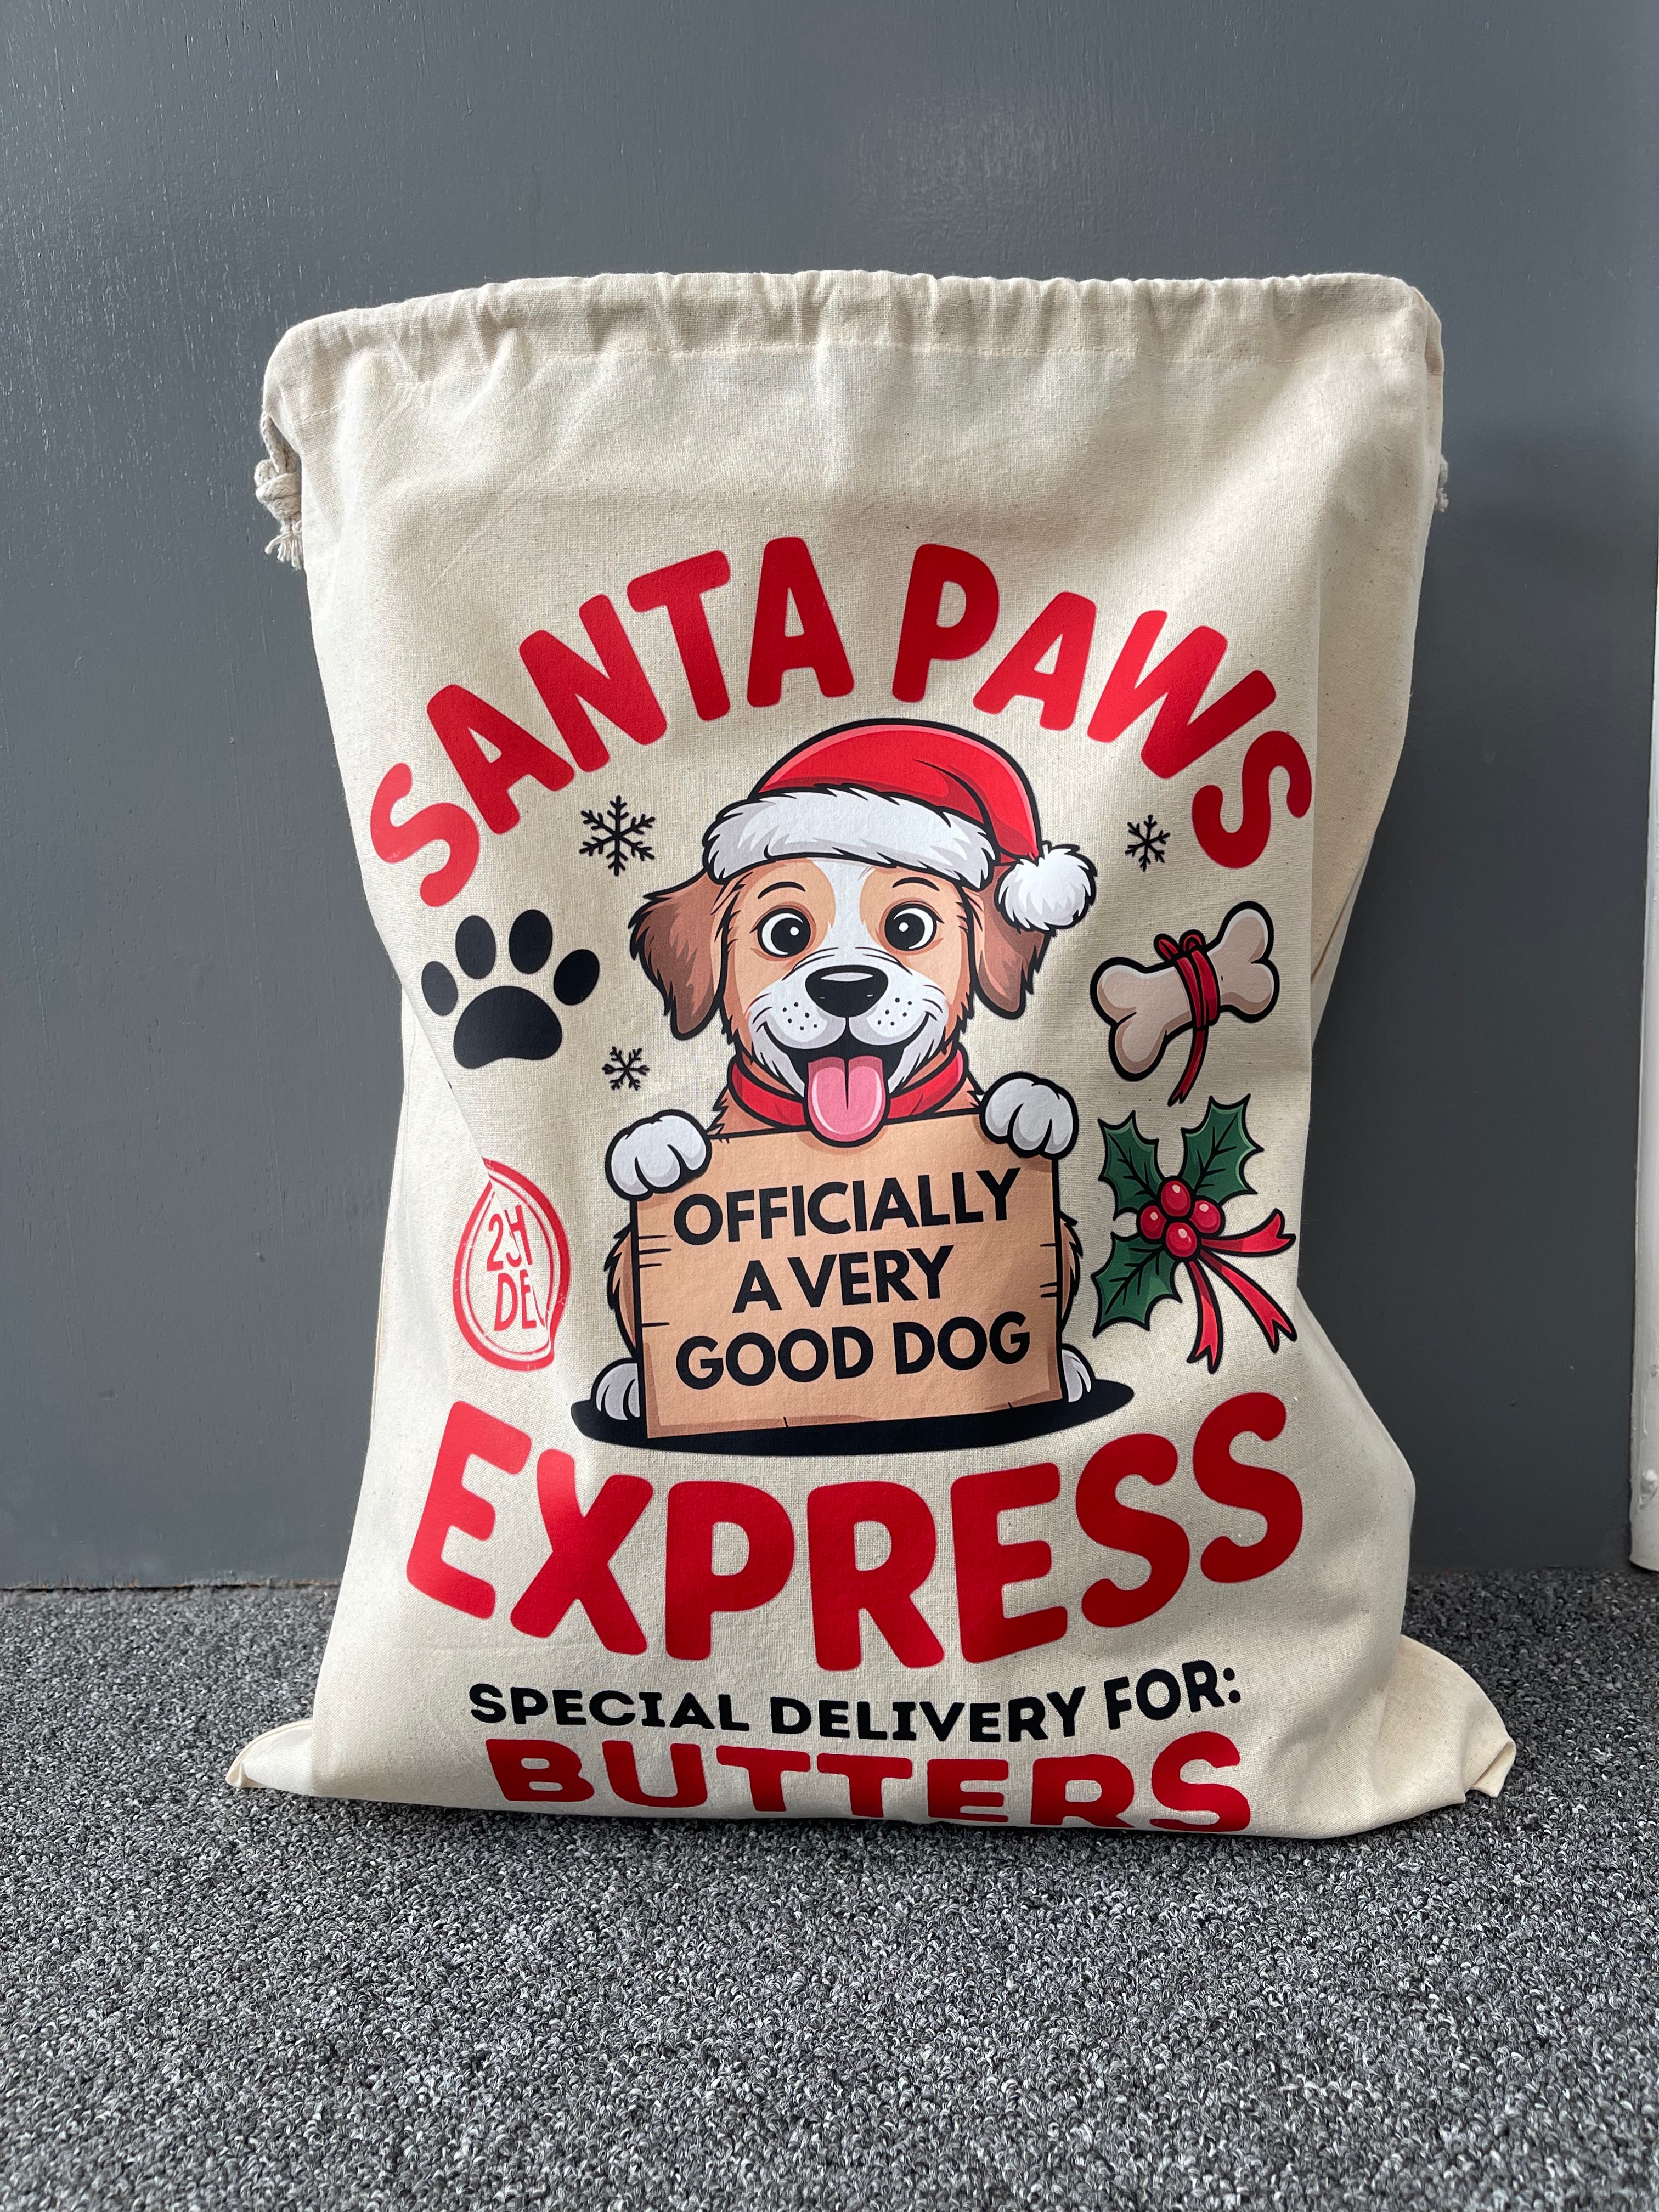 SANTA PAWS
OFFICIALLY
A VERY
GOOD DOG
EXPRESS
SPECIAL DELIVERY FOR:
BUTTERS